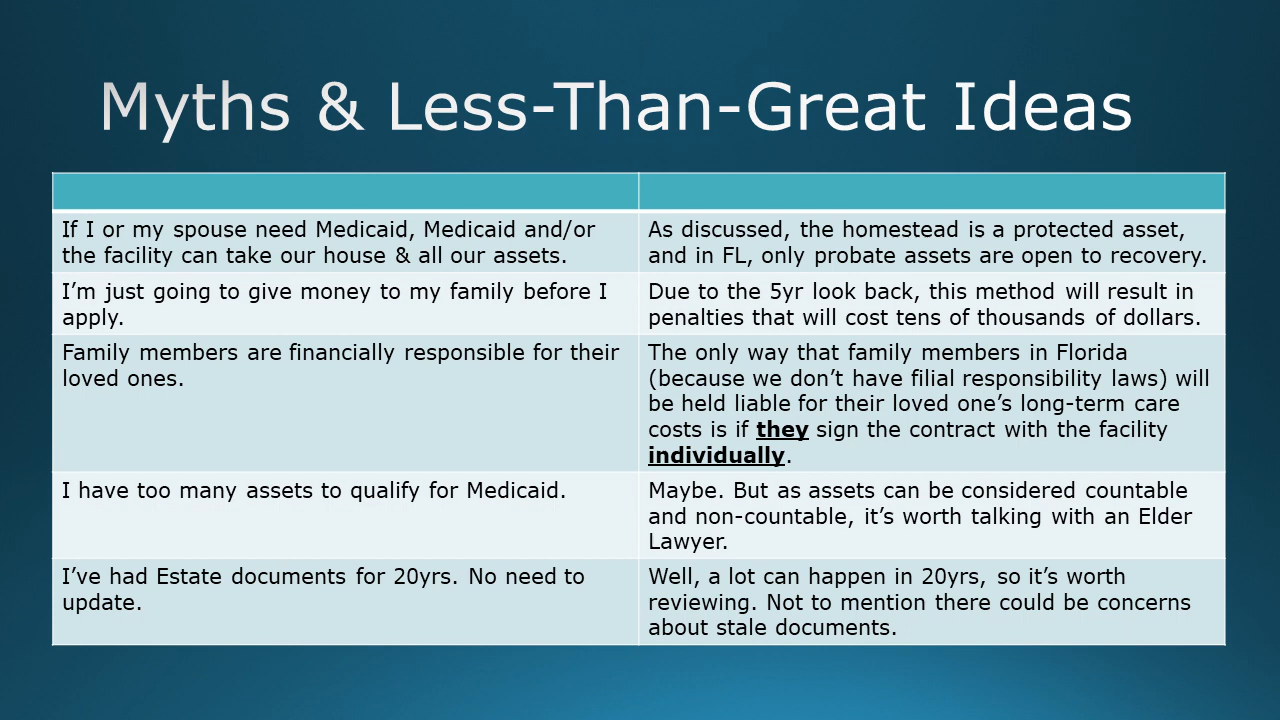 Myths & Less-Than-Great Ideas
If I or my spouse need Medicaid, Medicaid and/or
the facility can take our house & all our assets.
As discussed, the homestead is a protected asset,
and in FL, only probate assets are open to recovery.
I’m just going to give money to my family before I
apply.
Due to the 5yr look back, this method will result in
penalties that will cost tens of thousands of dollars.
Family members are financially responsible for their
loved ones.
The only way that family members in Florida
(because we don’t have filial responsibility laws) will
be held liable for their loved one’s long-term care
costs is if they sign the contract with the facility
individually.
I have too many assets to qualify for Medicaid.
Maybe. But as assets can be considered countable
and non-countable, it’s worth talking with an Elder
Lawyer.
I’ve had Estate documents for 20yrs. No need to
update.
Well, a lot can happen in 20yrs, so it’s worth
reviewing. Not to mention there could be concerns
about stale documents.